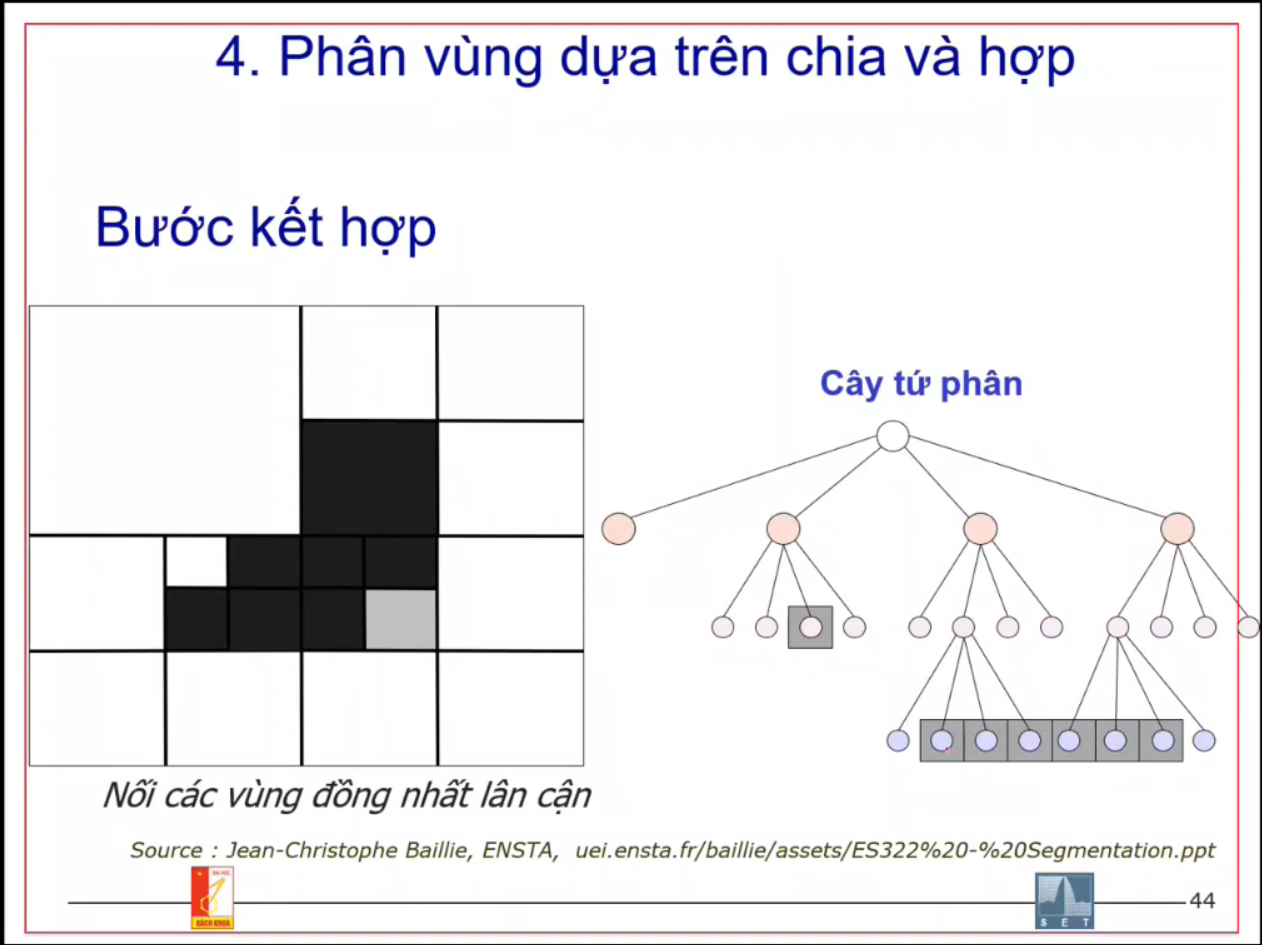 4. Phân vùng dựa trên chia và hợp
Bước kết hợp
Cây tứ phân
Nối các vùng đồng nhất lân cận
Source : Jean-Christophe Baillie, ENSTA, uei.ensta.fr/baillie/assets/ES322%20-%20Segmentation.ppt
ĐẠI HỌC
BÁCH KHOA
S E T
44